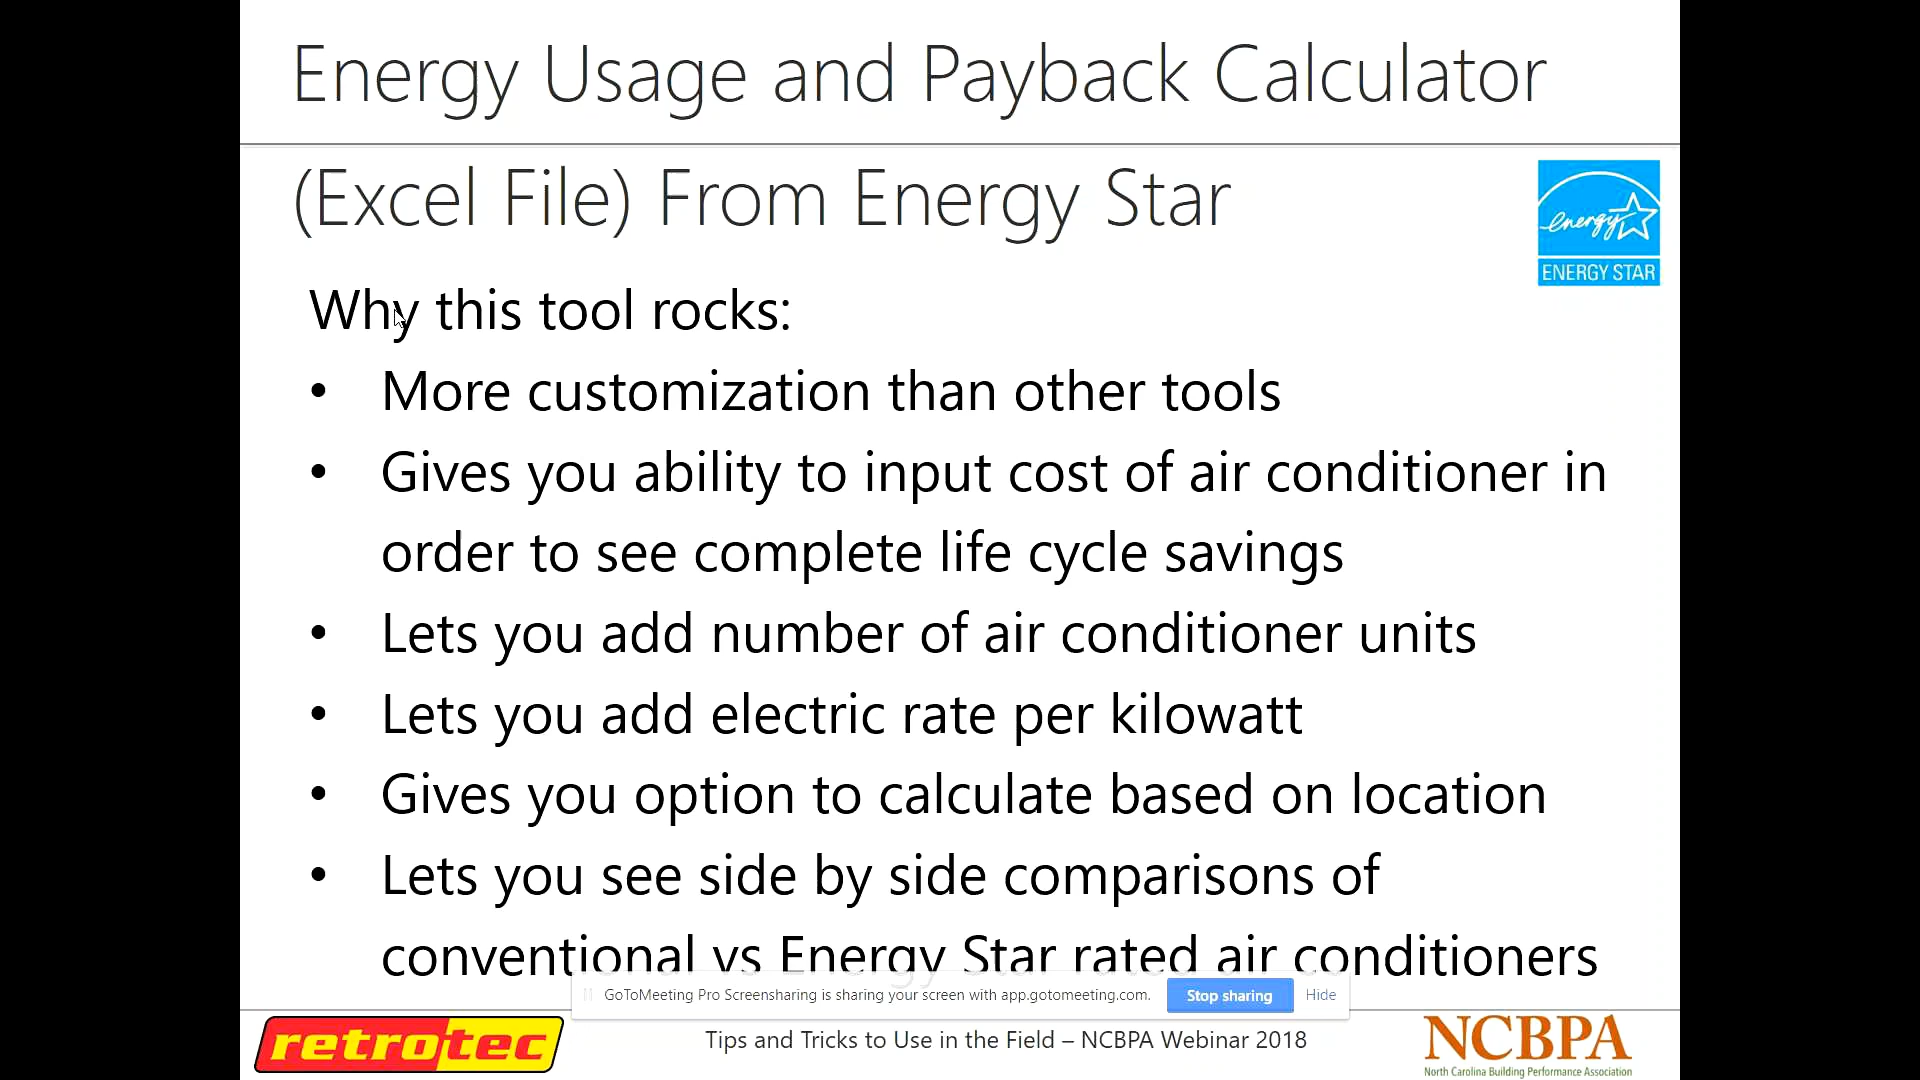 Energy Usage and Payback Calculator
(Excel File) From Energy Star
energy
ENERGY STAR
Why this tool rocks:
• More customization than other tools
• Gives you ability to input cost of air conditioner in
order to see complete life cycle savings
• Lets you add number of air conditioner units
• Lets you add electric rate per kilowatt
• Gives you option to calculate based on location
• Lets you see side by side comparisons of
conventional vs Energy Star rated air conditioners
GoToMeeting Pro Screensharing is sharing your screen with app.gotomeeting.com. Stop sharing Hide
retrotec
Tips and Tricks to Use in the Field – NCBPA Webinar 2018
NCBPA
North Carolina Building Performance Association